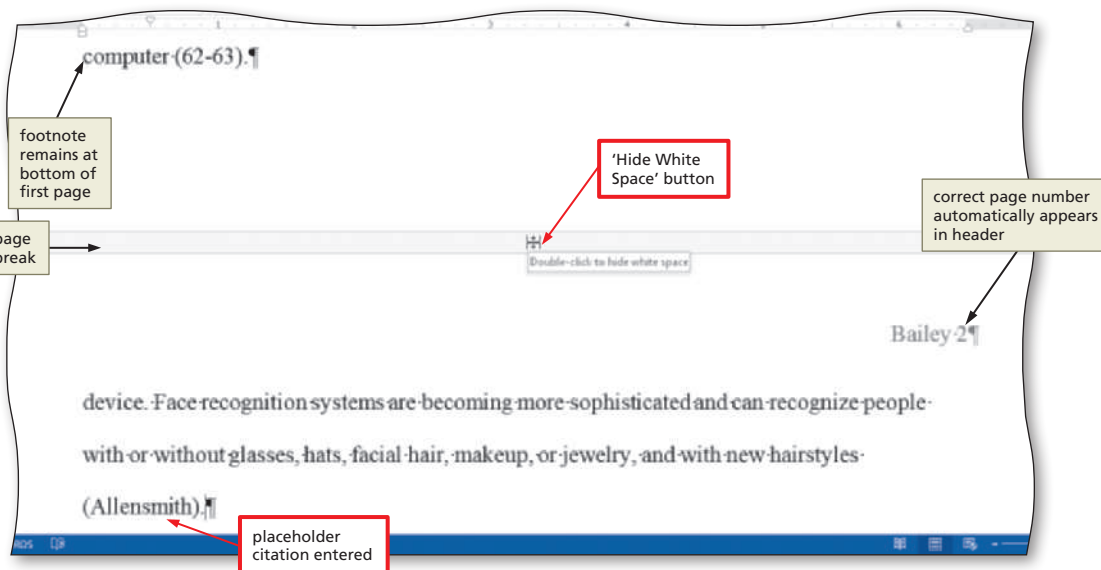 3
4
computer (62-63).¶
footnote
remains at
bottom of
first page
'Hide White
Space' button
correct page number
automatically appears
in header
page
break
Double-click to hide white space
Bailey 2¶
device. Face recognition systems are becoming more sophisticated and can recognize people
with or without glasses, hats, facial hair, makeup, or jewelry, and with new hairstyles
(Allensmith).¶
placeholder
citation entered